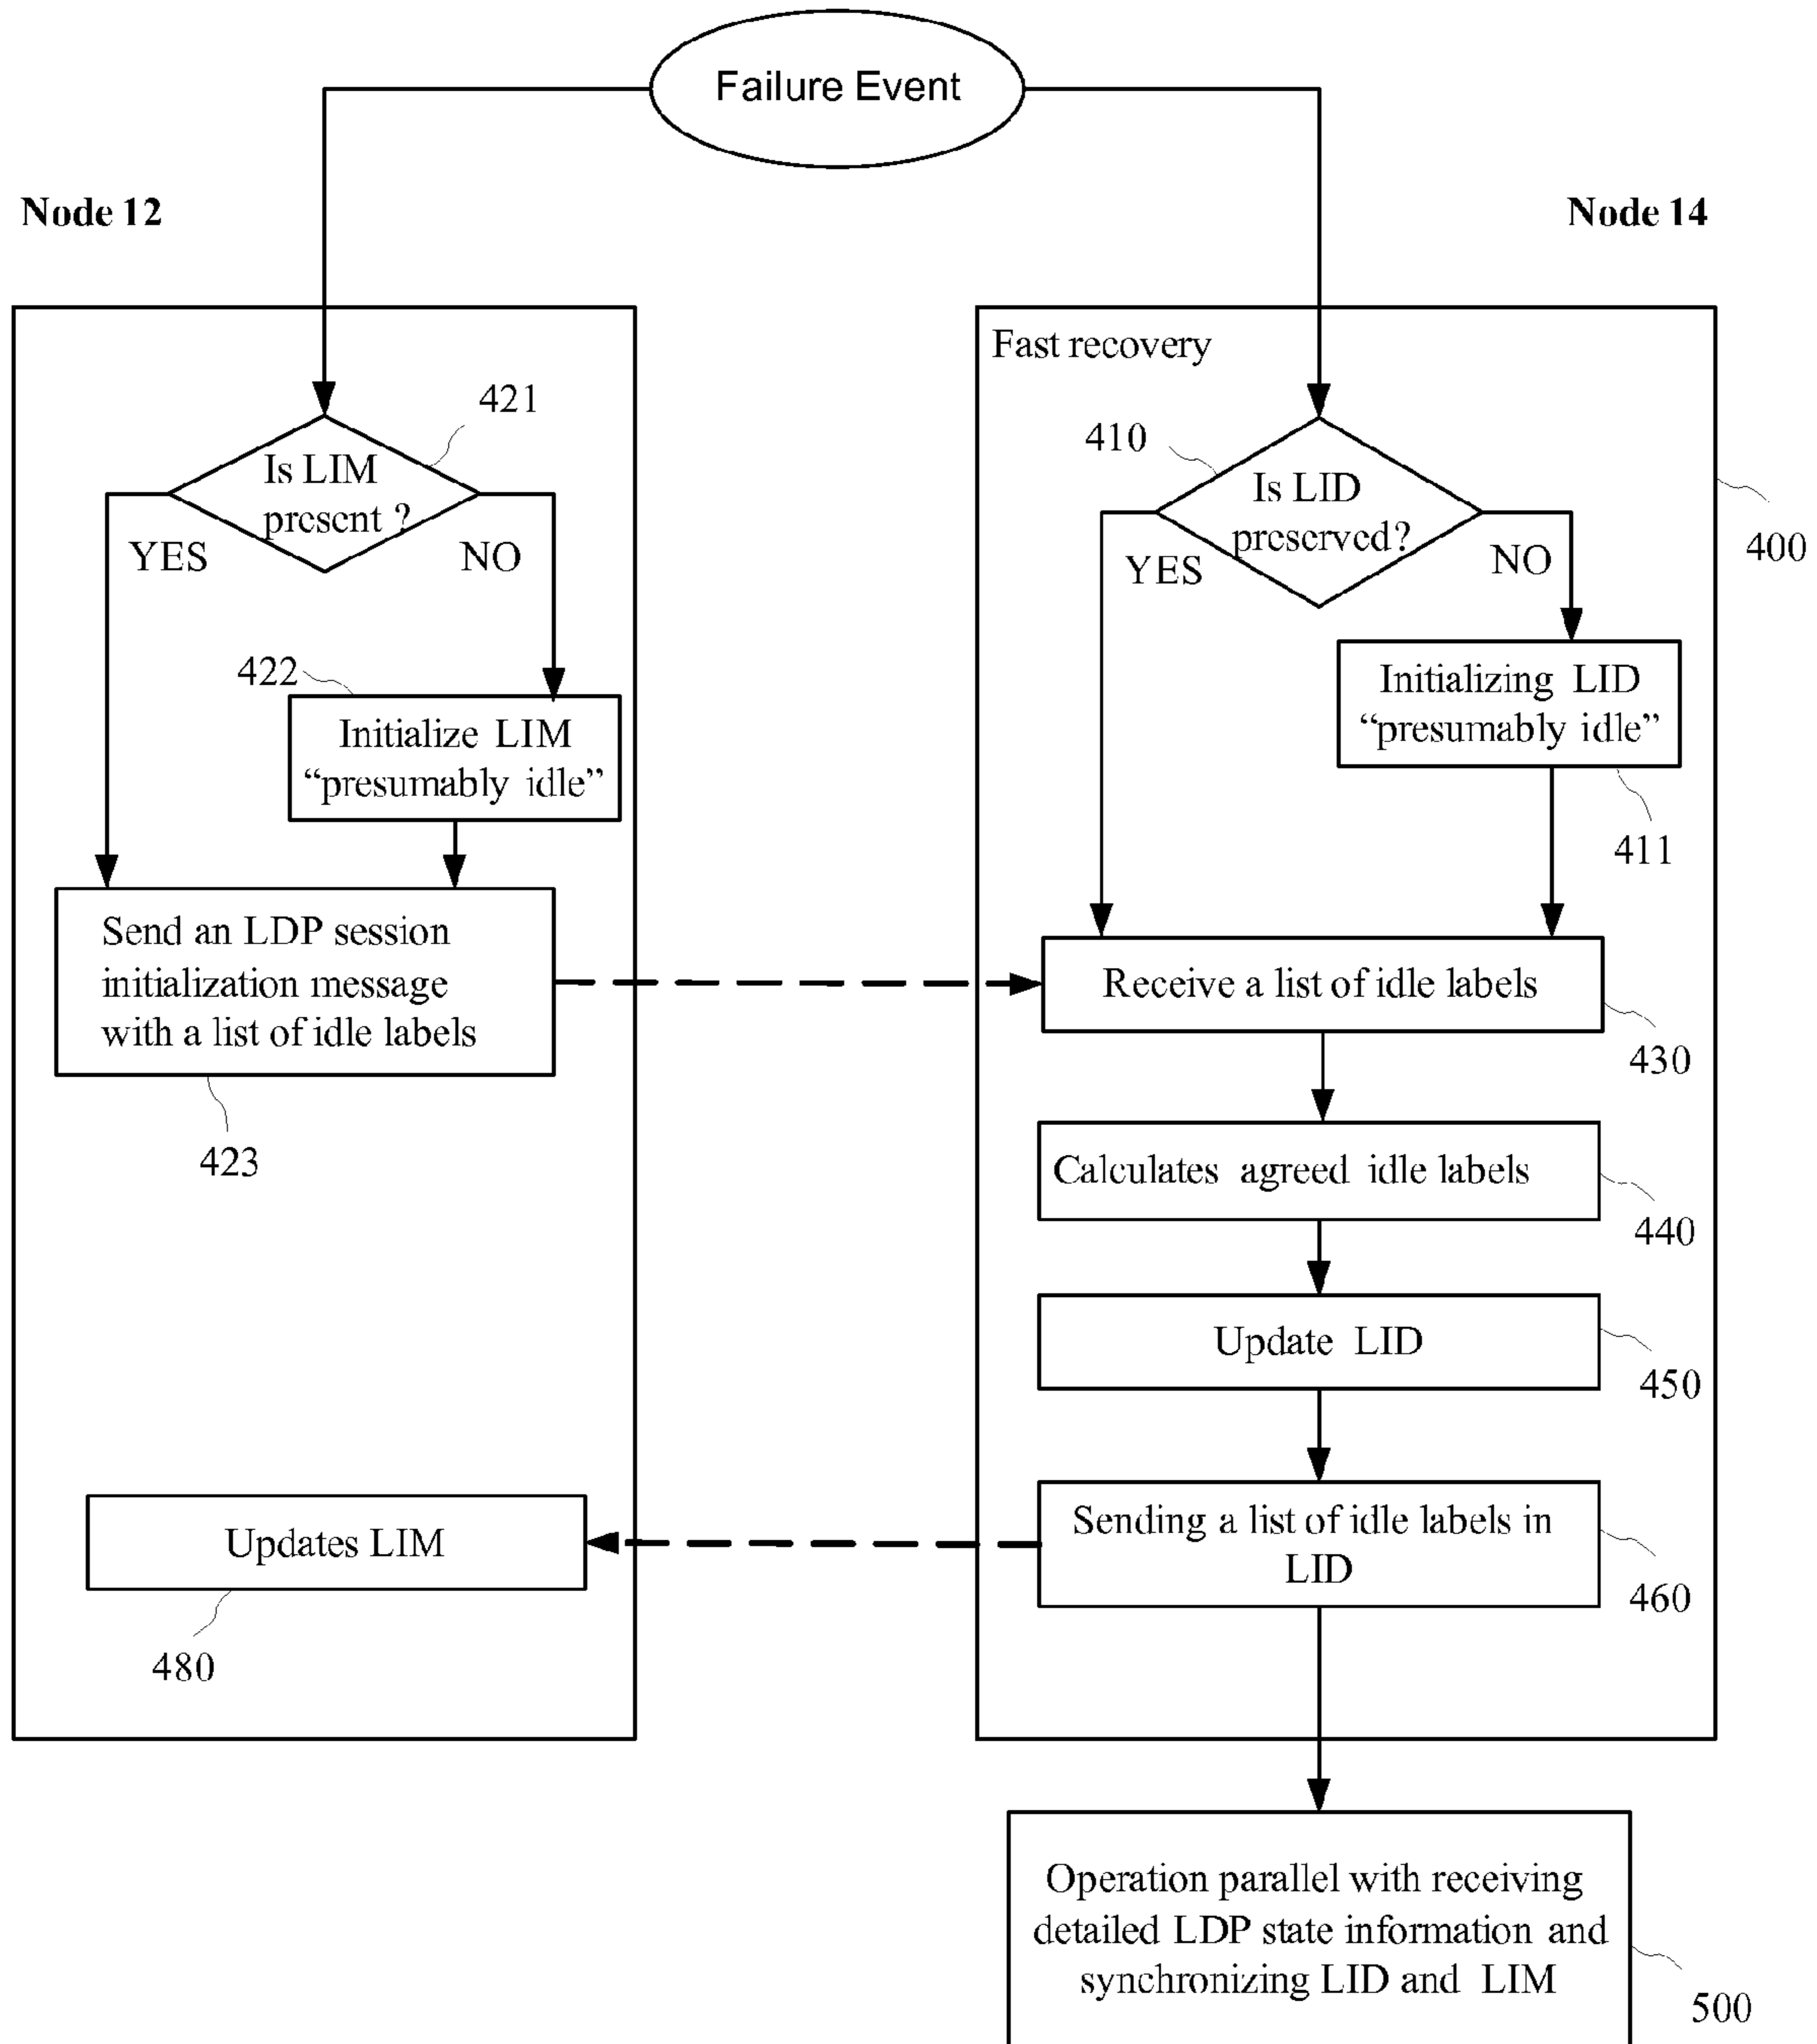 Failure Event
Node 12
Node 14
Fast recovery
421
Is LIM
present ?
YES
NO
410
Is LID
preserved?
YES
NO
400
422
Initialize LIM
“presumably idle”
Initializing LID
“presumably idle”
411
Send an LDP session
initialization message
with a list of idle labels
423
Receive a list of idle labels
430
Calculates agreed idle labels
440
Update LID
450
Sending a list of idle labels in
LID
460
Updates LIM
480
Operation parallel with receiving
detailed LDP state information and
synchronizing LID and LIM
500